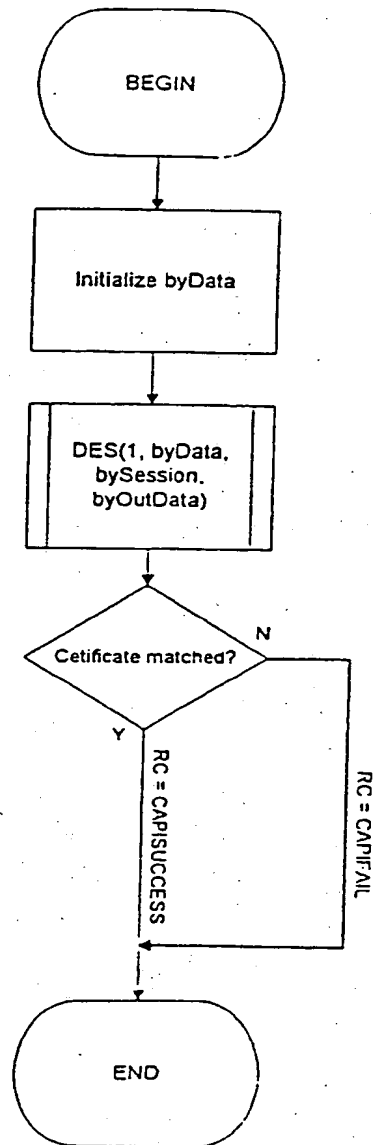 BEGIN
Initialize byData
DES(1, byData,
bySession,
byOutData)
Cetificate matched?
N
Y
RC = CAPISUCCESS
RC = CAPIFAIL
END